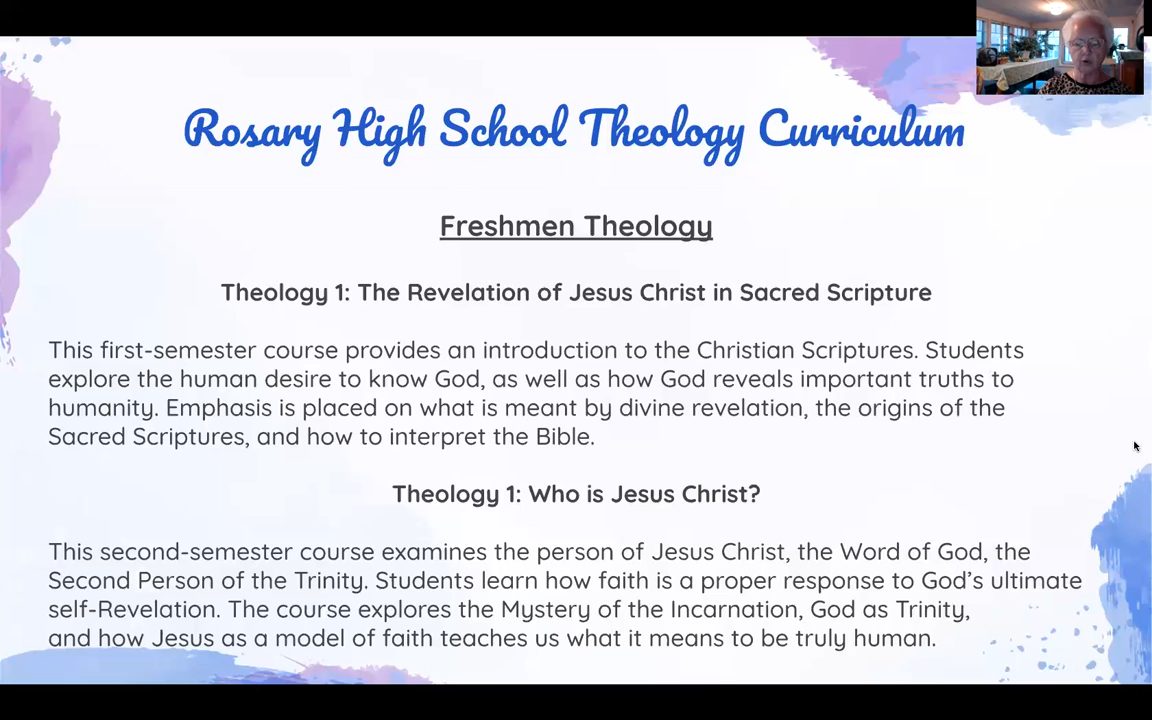 Rosary High School Theology Curriculum
Freshmen Theology
Theology 1: The Revelation of Jesus Christ in Sacred Scripture
This first-semester course provides an introduction to the Christian Scriptures. Students
explore the human desire to know God, as well as how God reveals important truths to
humanity. Emphasis is placed on what is meant by divine revelation, the origins of the
Sacred Scriptures, and how to interpret the Bible.
Theology 1: Who is Jesus Christ?
This second-semester course examines the person of Jesus Christ, the Word of God, the
Second Person of the Trinity. Students learn how faith is a proper response to God’s ultimate
self-Revelation. The course explores the Mystery of the Incarnation, God as Trinity,
and how Jesus as a model of faith teaches us what it means to be truly human.